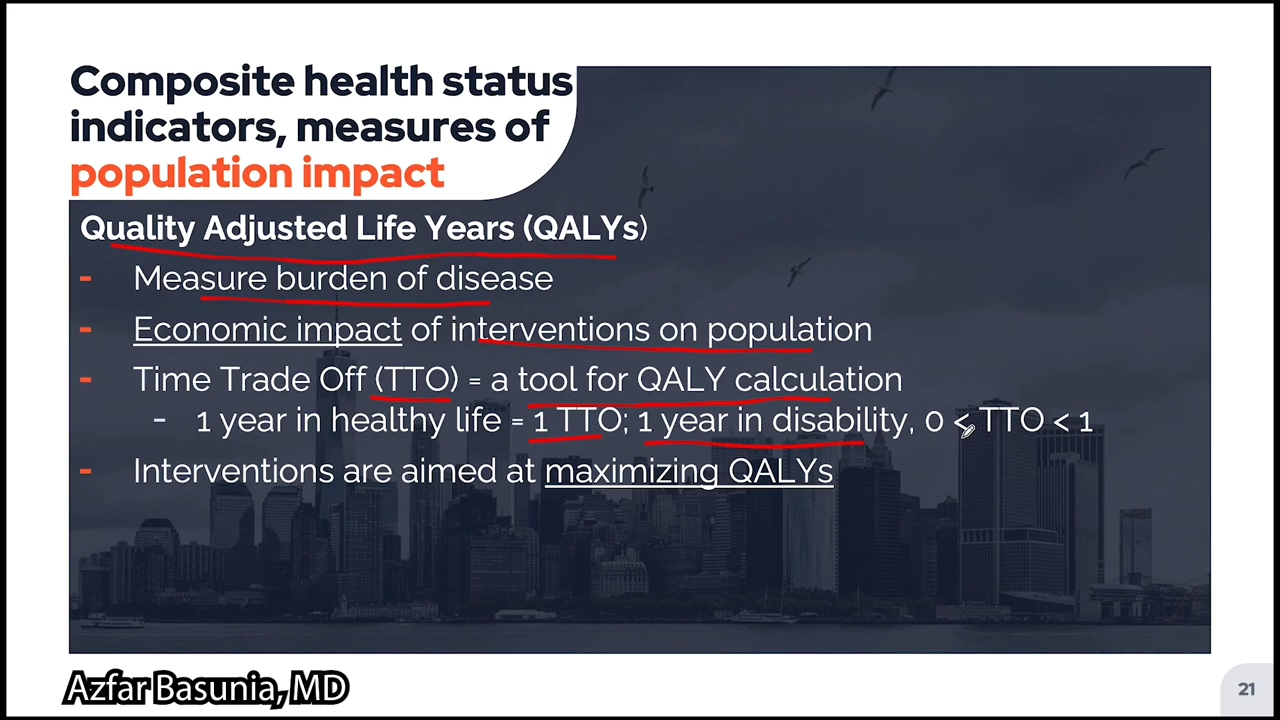 Composite health status
indicators, measures of
population impact
Quality Adjusted Life Years (QALYs)
- Measure burden of disease
- Economic impact of interventions on population
- Time Trade Off (TTO) = a tool for QALY calculation
- 1 year in healthy life = 1 TTO; 1 year in disability, 0 < TTO < 1
- Interventions are aimed at maximizing QALYs
Azfar Basunia, MD
21